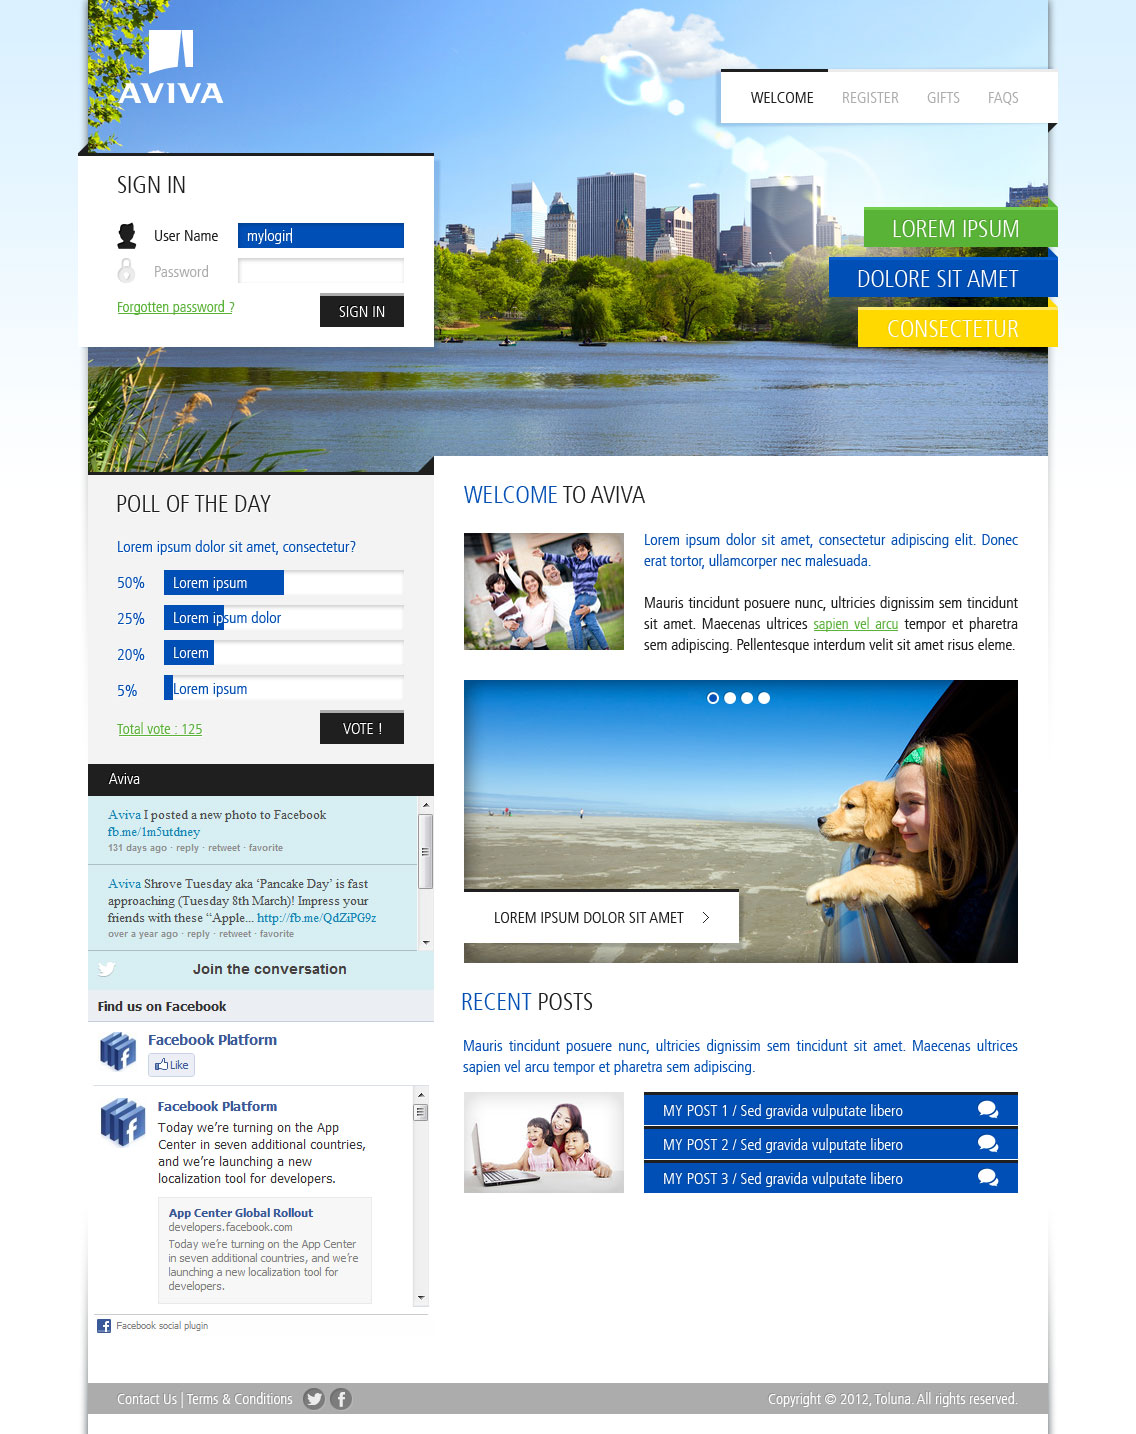 AVIVA
WELCOME REGISTER GIFTS FAQS
SIGN IN
User Name mylogin
Password
Forgotten password ?
SIGN IN
LOREM IPSUM
DOLORE SIT AMET
CONSECTETUR
POLL OF THE DAY
Lorem ipsum dolor sit amet, consectetur?
50% Lorem ipsum
25% Lorem ipsum dolor
20% Lorem
5% Lorem ipsum
Total vote : 125
VOTE !
Aviva
Aviva I posted a new photo to Facebook
fb.me/1m5utdney
131 days ago · reply · retweet · favorite
Aviva Shrove Tuesday aka ‘Pancake Day’ is fast
approaching (Tuesday 8th March)! Impress your
friends with these “Apple... http://fb.me/QdZiPG9z
over a year ago · reply · retweet · favorite
Join the conversation
Find us on Facebook
Facebook Platform
Like
Facebook Platform
Today we’re turning on the App
Center in seven additional countries,
and we’re launching a new
localization tool for developers.
App Center Global Rollout
developers.facebook.com
Today we’re turning on the App Center
in seven additional countries, and we’re
launching a new localization tool for
developers.
Facebook social plugin
WELCOME TO AVIVA
Lorem ipsum dolor sit amet, consectetur adipiscing elit. Donec
erat tortor, ullamcorper nec malesuada.
Mauris tincidunt posuere nunc, ultricies dignissim sem tincidunt
sit amet. Maecenas ultrices sapien vel arcu tempor et pharetra
sem adipiscing. Pellentesque interdum velit sit amet risus eleme.
LOREM IPSUM DOLOR SIT AMET
RECENT POSTS
Mauris tincidunt posuere nunc, ultricies dignissim sem tincidunt sit amet. Maecenas ultrices
sapien vel arcu tempor et pharetra sem adipiscing.
MY POST 1 / Sed gravida vulputate libero
MY POST 2 / Sed gravida vulputate libero
MY POST 3 / Sed gravida vulputate libero
Contact Us | Terms & Conditions
Copyright © 2012, Toluna. All rights reserved.